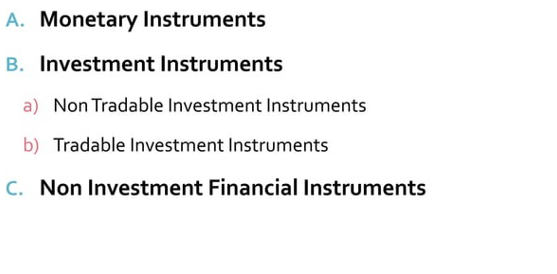 A. Monetary Instruments
B. Investment Instruments
a) Non Tradable Investment Instruments
b) Tradable Investment Instruments
C. Non Investment Financial Instruments